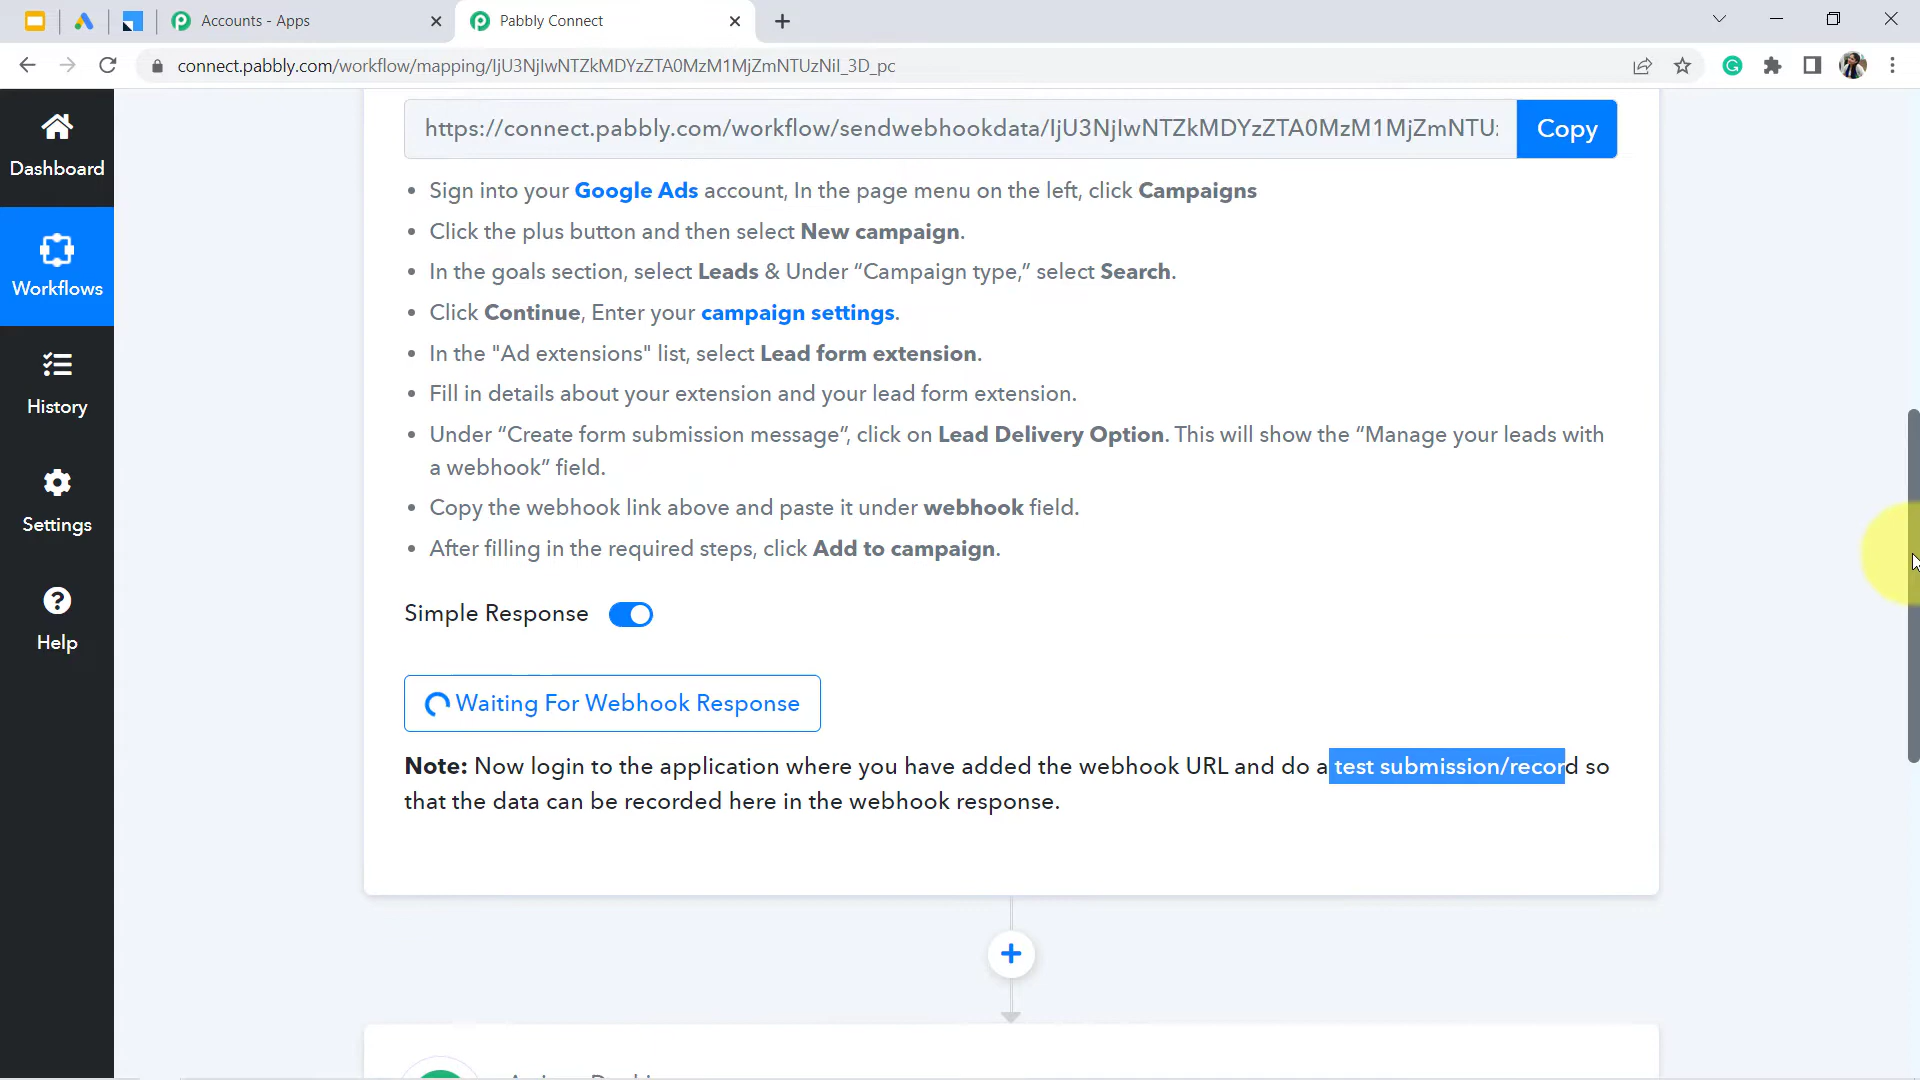 Accounts - Apps
Pabbly Connect
connect.pabbly.com/workflow/mapping/IjU3NjIwNTZkMDYzZTA0MzM1MjZmNTUzNiI_3D_pc
Dashboard
Workflows
History
Settings
Help
https://connect.pabbly.com/workflow/sendwebhookdata/IjU3NjIwNTZkMDYzZTA0MzM1MjZmNTU
Copy
• Sign into your Google Ads account, In the page menu on the left, click Campaigns
• Click the plus button and then select New campaign.
• In the goals section, select Leads & Under “Campaign type,” select Search.
• Click Continue, Enter your campaign settings.
• In the "Ad extensions" list, select Lead form extension.
• Fill in details about your extension and your lead form extension.
• Under “Create form submission message”, click on Lead Delivery Option. This will show the “Manage your leads with
a webhook” field.
• Copy the webhook link above and paste it under webhook field.
• After filling in the required steps, click Add to campaign.
Simple Response
Waiting For Webhook Response
Note: Now login to the application where you have added the webhook URL and do a test submission/record so
that the data can be recorded here in the webhook response.